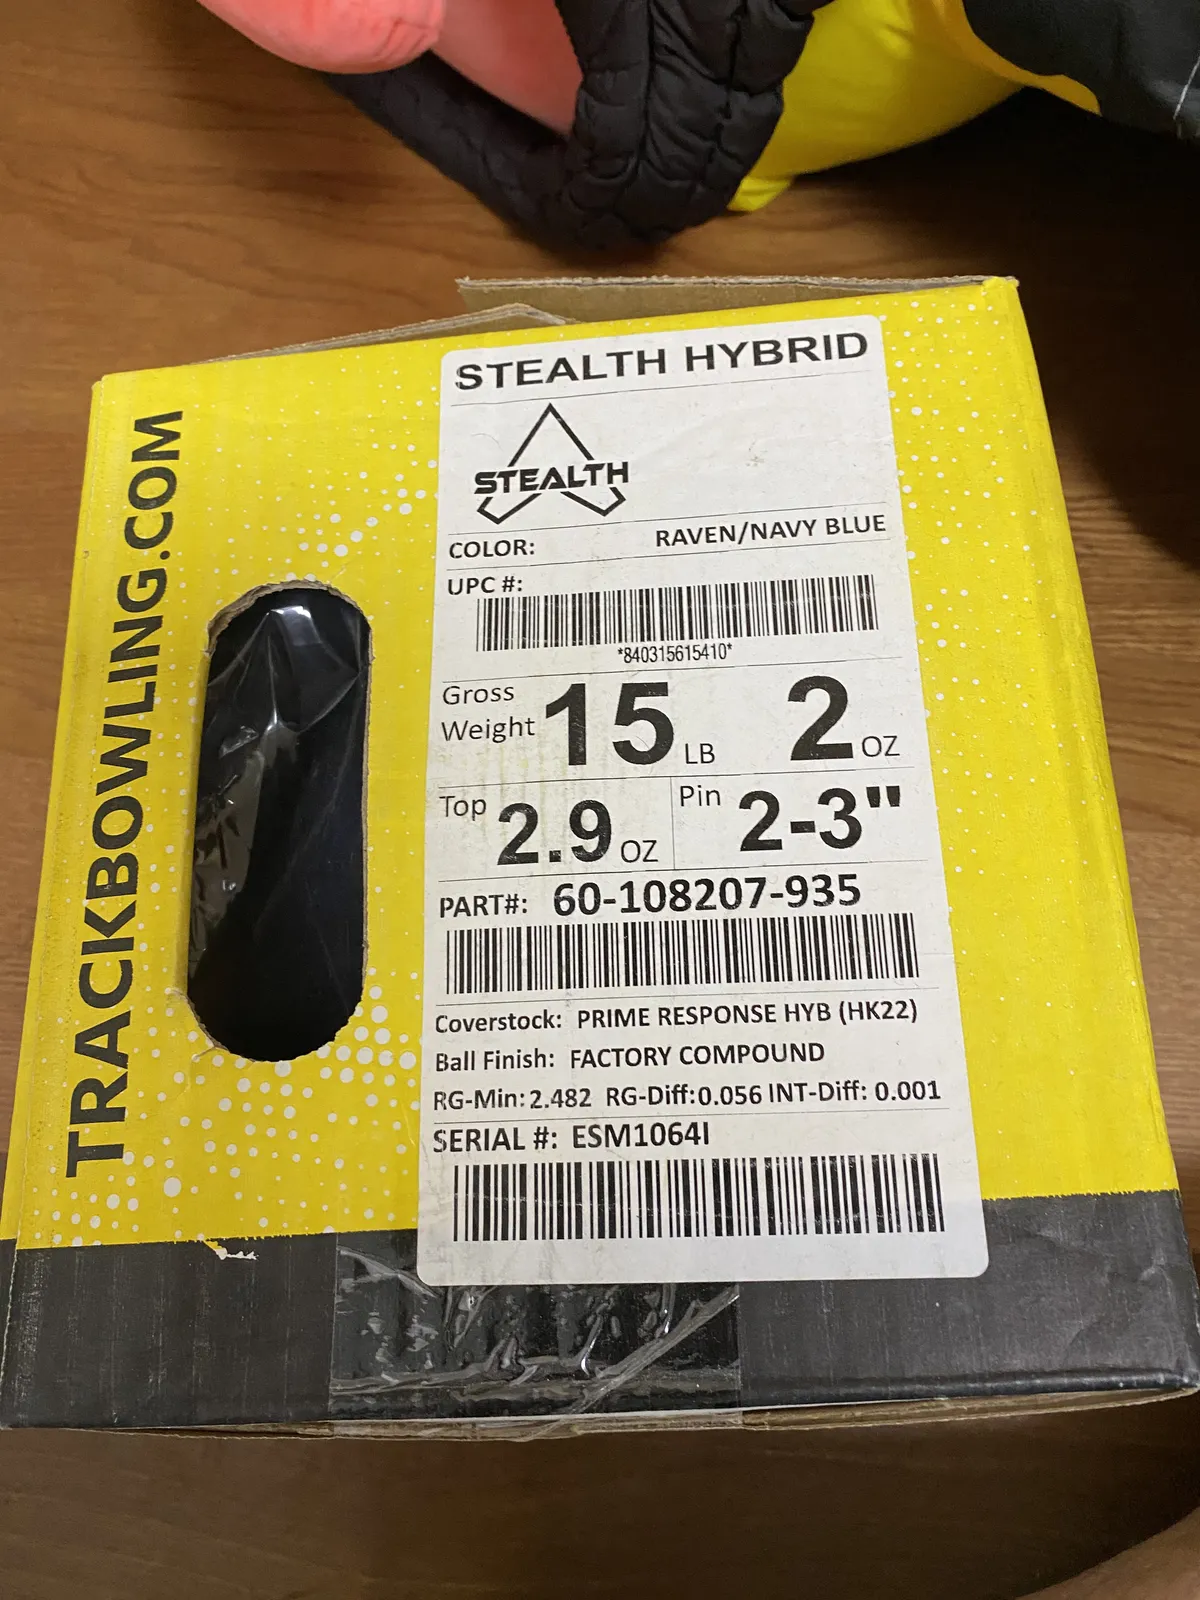 TRACKBOWLING.COM
STEALTH HYBRID
STEALTH
COLOR: RAVEN/NAVY BLUE
UPC #:
*840315615410*
Gross Weight 15 LB 2 OZ
Top 2.9 OZ Pin 2-3"
PART#: 60-108207-935
Coverstock: PRIME RESPONSE HYB (HK22)
Ball Finish: FACTORY COMPOUND
RG-Min: 2.482 RG-Diff:0.056 INT-Diff: 0.001
SERIAL #: ESM1064I